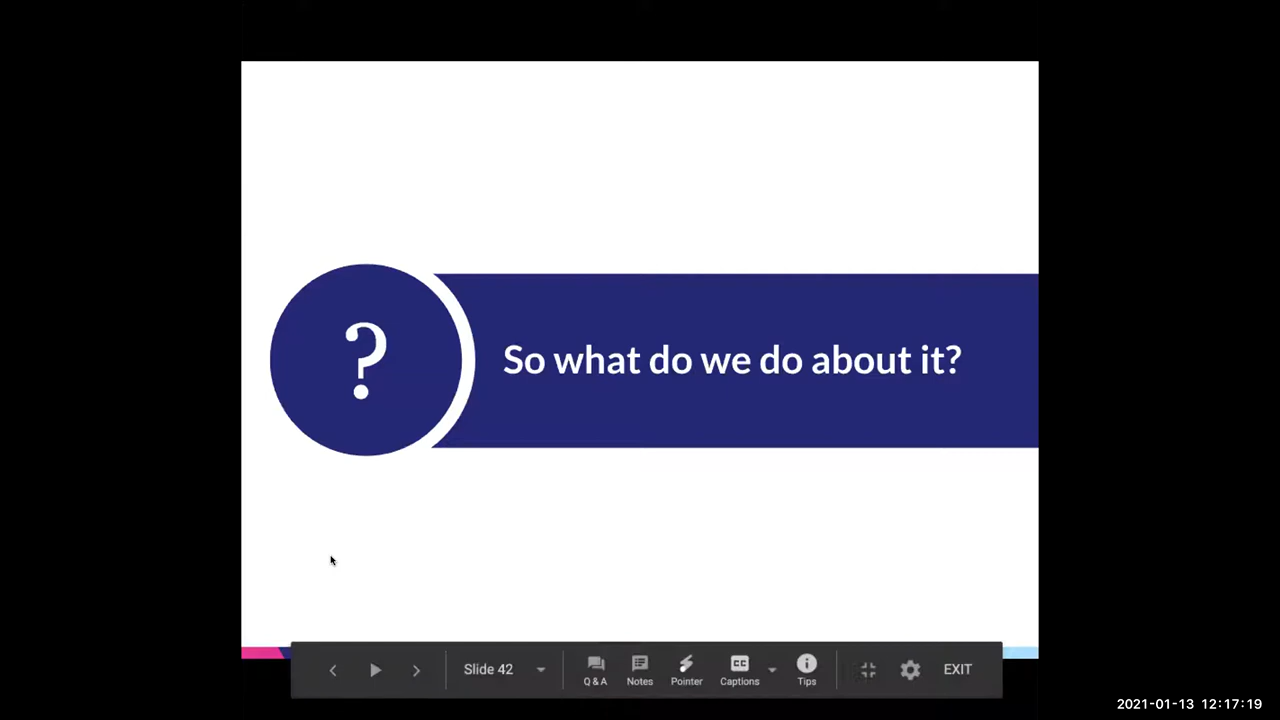 ?
So what do we do about it?
Slide 42
Q & A
Notes
Pointer
CC
Captions
Tips
EXIT
2021-01-13 12:17:19